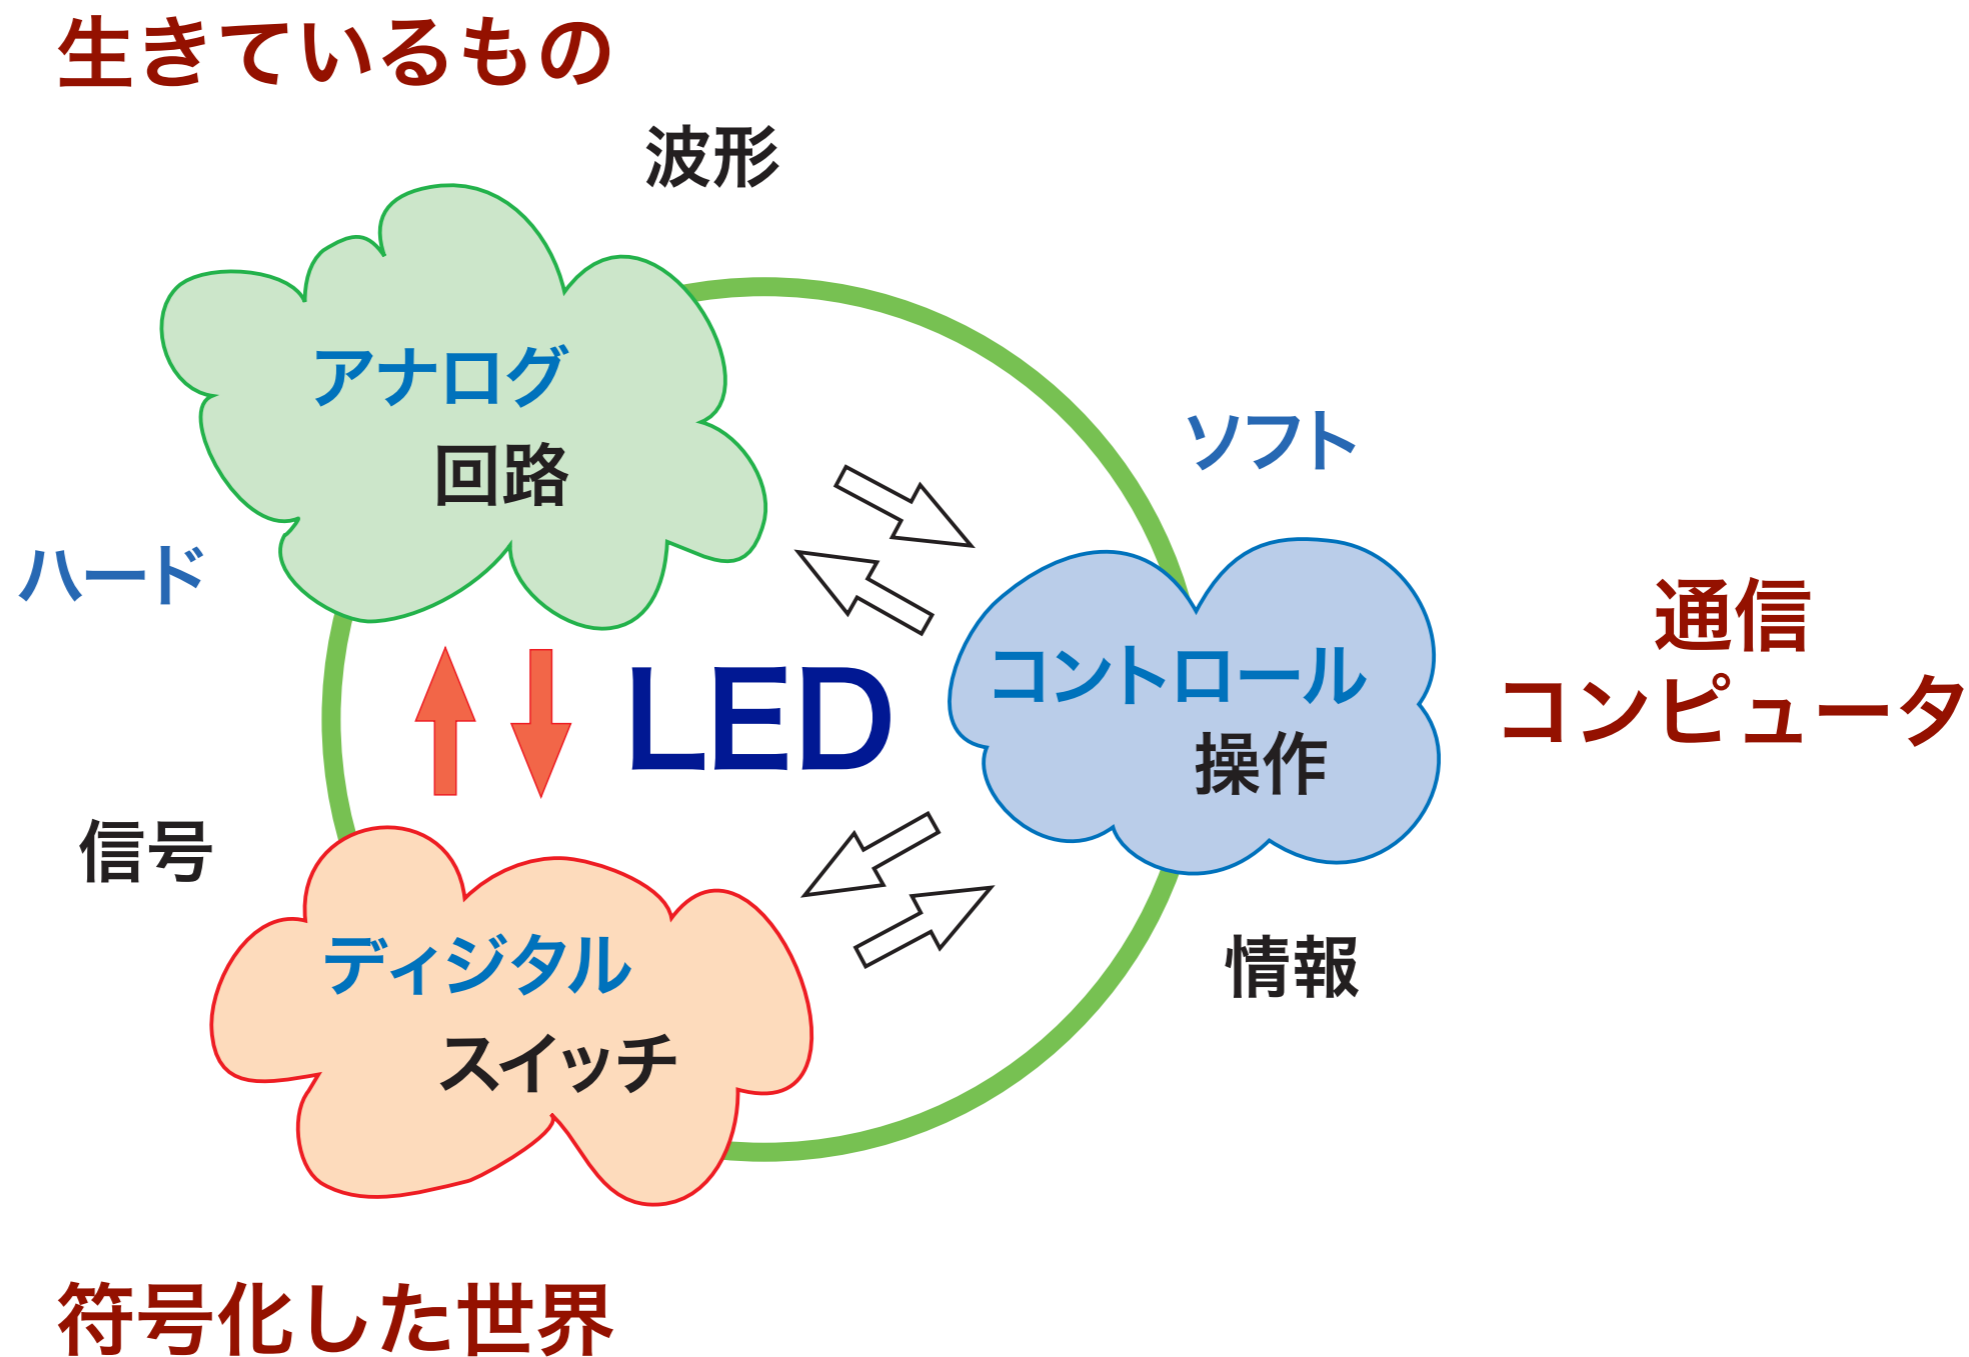 生きているもの
波形
アナログ
回路
ソフト
ハード
通信
コンピュータ
LED
コントロール
操作
信号
ディジタル
スイッチ
情報
符号化した世界